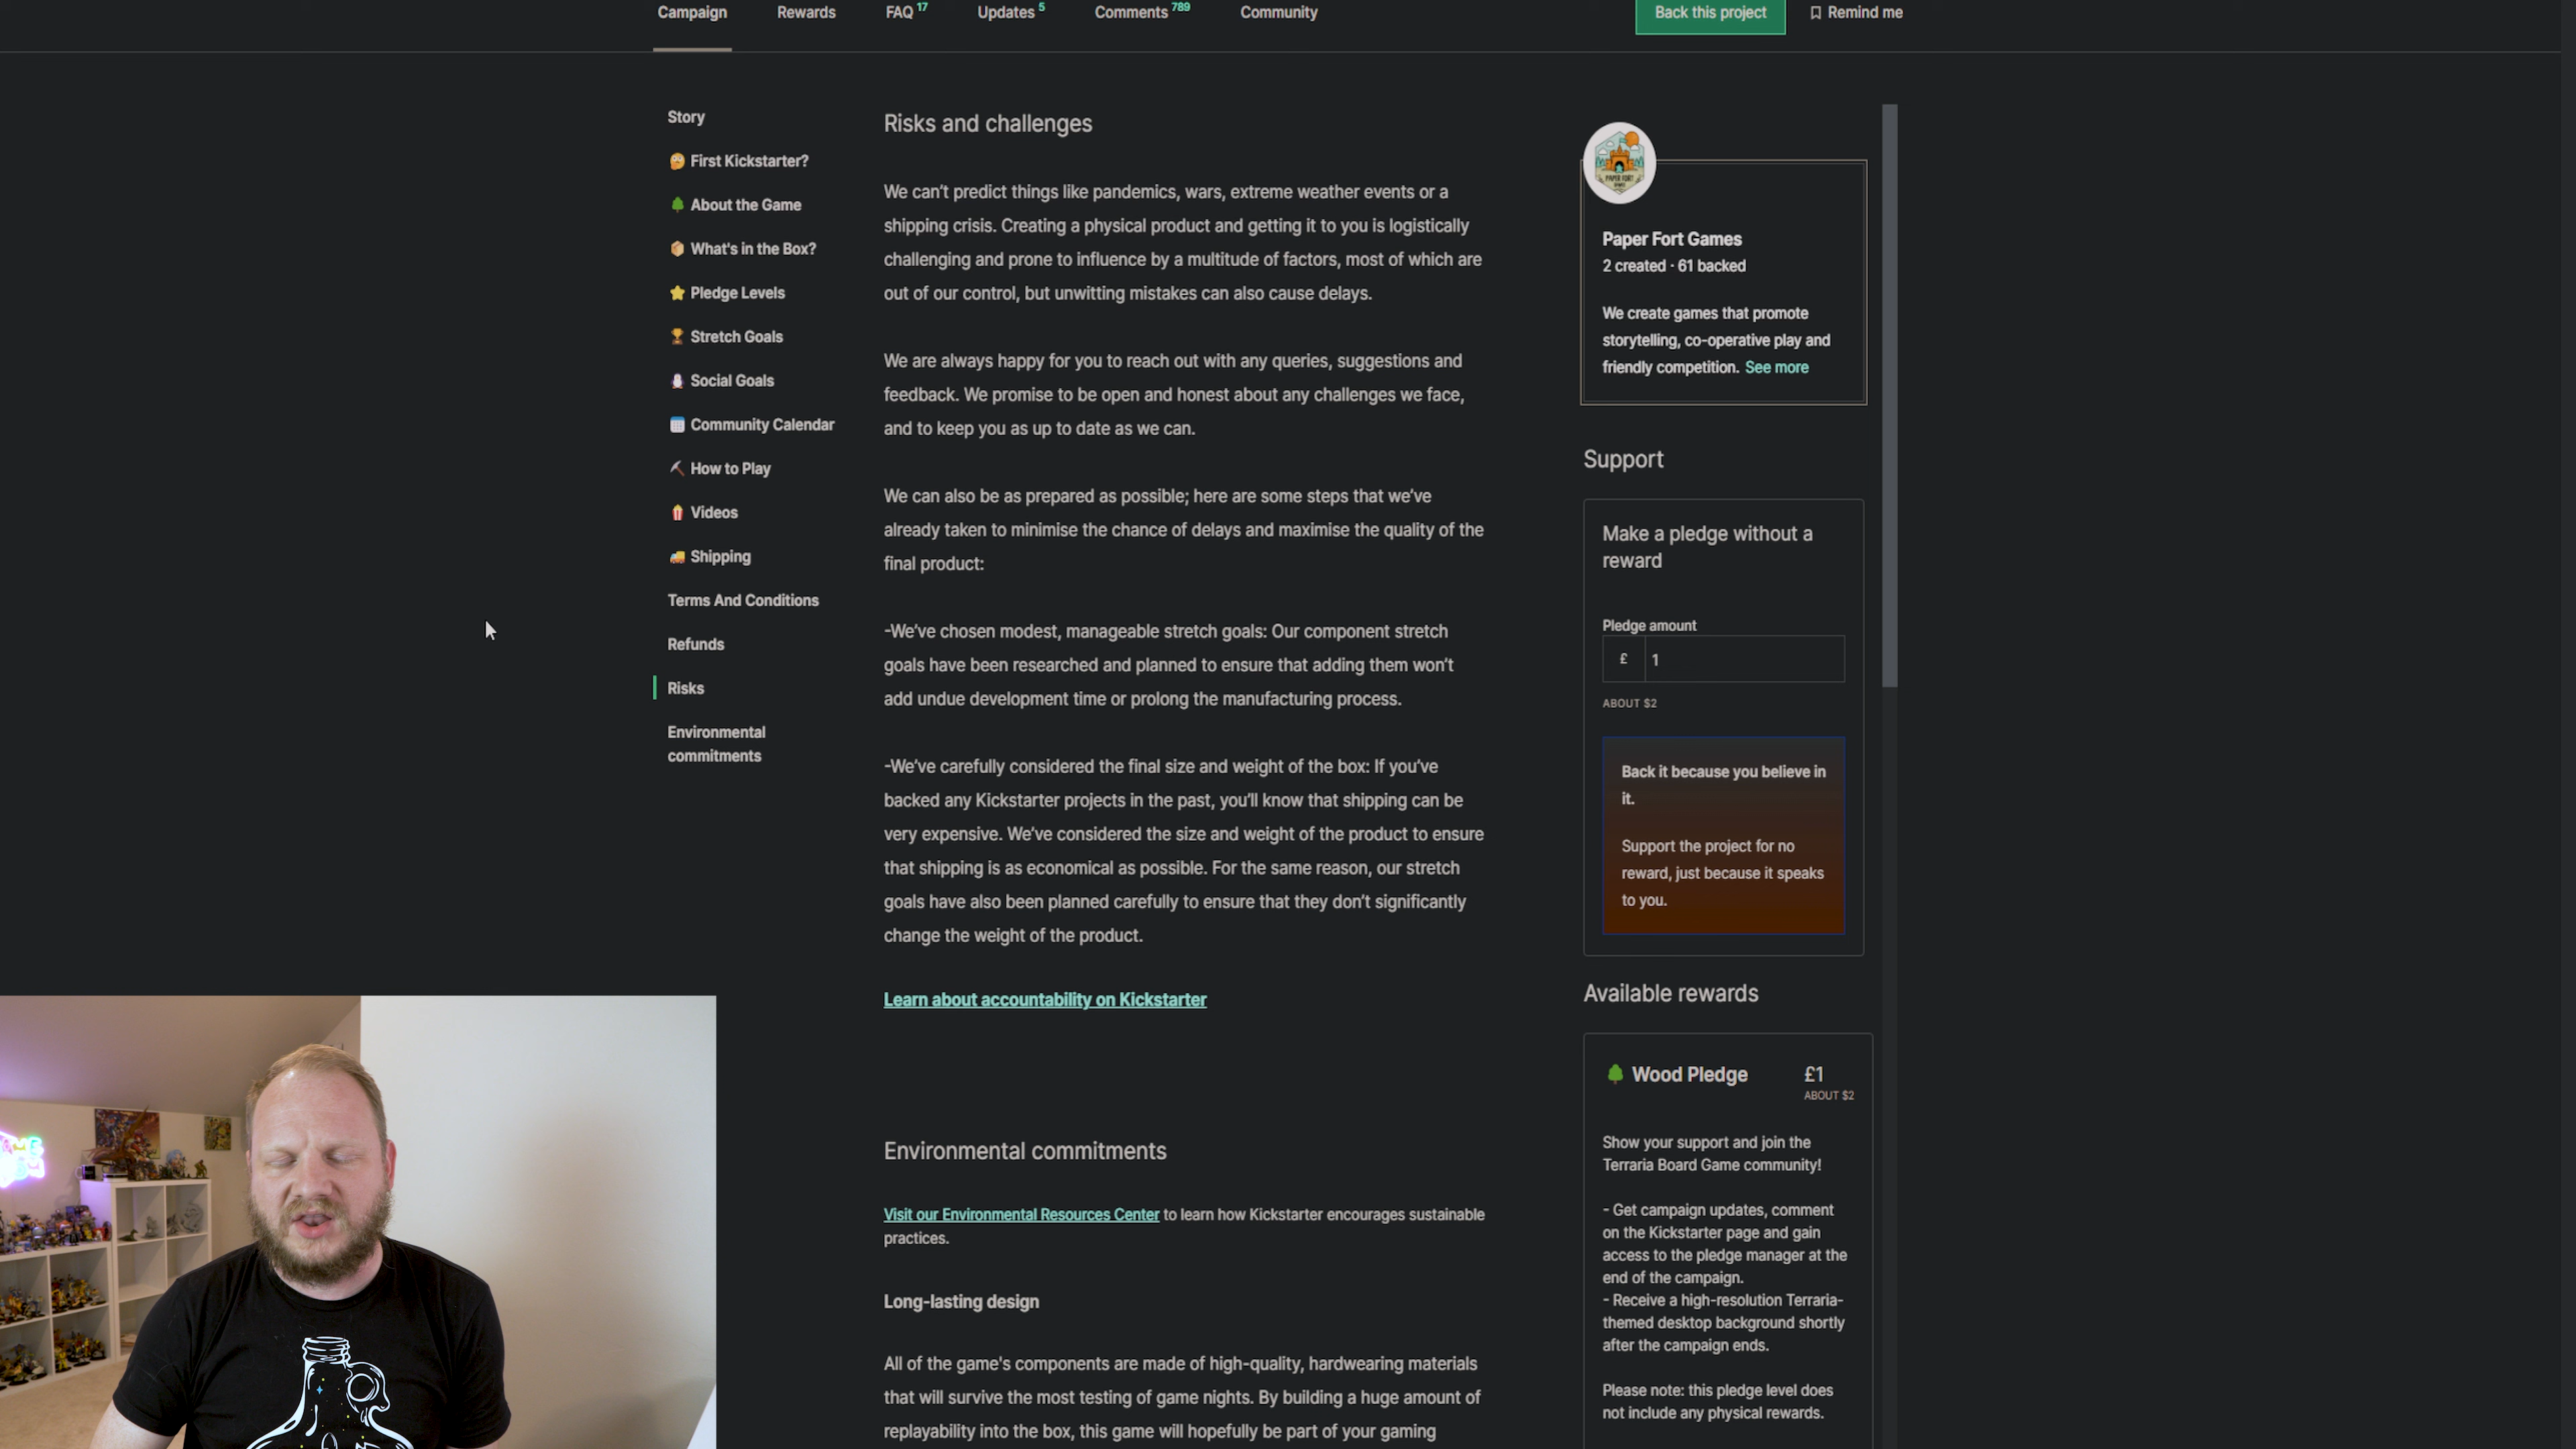 Campaign
Rewards
FAQ 17
Updates 5
Comments 789
Community
Back this project
Remind me
Story
First Kickstarter?
About the Game
What's in the Box?
Pledge Levels
Stretch Goals
Social Goals
Community Calendar
How to Play
Videos
Shipping
Terms And Conditions
Refunds
Risks
Environmental
commitments
Risks and challenges
We can't predict things like pandemics, wars, extreme weather events or a
shipping crisis. Creating a physical product and getting it to you is logistically
challenging and prone to influence by a multitude of factors, most of which are
out of our control, but unwitting mistakes can also cause delays.
We are always happy for you to reach out with any queries, suggestions and
feedback. We promise to be open and honest about any challenges we face,
and to keep you as up to date as we can.
We can also be as prepared as possible; here are some steps that we've
already taken to minimise the chance of delays and maximise the quality of the
final product:
-We've chosen modest, manageable stretch goals: Our component stretch
goals have been researched and planned to ensure that adding them won't
add undue development time or prolong the manufacturing process.
-We've carefully considered the final size and weight of the box: If you've
backed any Kickstarter projects in the past, you'll know that shipping can be
very expensive. We've considered the size and weight of the product to ensure
that shipping is as economical as possible. For the same reason, our stretch
goals have also been planned carefully to ensure that they don't significantly
change the weight of the product.
Learn about accountability on Kickstarter
Environmental commitments
Visit our Environmental Resources Center to learn how Kickstarter encourages sustainable
practices.
Long-lasting design
All of the game's components are made of high-quality, hardwearing materials
that will survive the most testing of game nights. By building a huge amount of
replayability into the box, this game will hopefully be part of your gaming
PAPER FORT
Paper Fort Games
2 created · 61 backed
We create games that promote
storytelling, co-operative play and
friendly competition. See more
Support
Make a pledge without a
reward
Pledge amount
£ 1
ABOUT $2
Back it because you believe in
it.
Support the project for no
reward, just because it speaks
to you.
Available rewards
Wood Pledge £1
ABOUT $2
Show your support and join the
Terraria Board Game community!
- Get campaign updates, comment
on the Kickstarter page and gain
access to the pledge manager at the
end of the campaign.
- Receive a high-resolution Terraria-
themed desktop background shortly
after the campaign ends.
Please note: this pledge level does
not include any physical rewards.